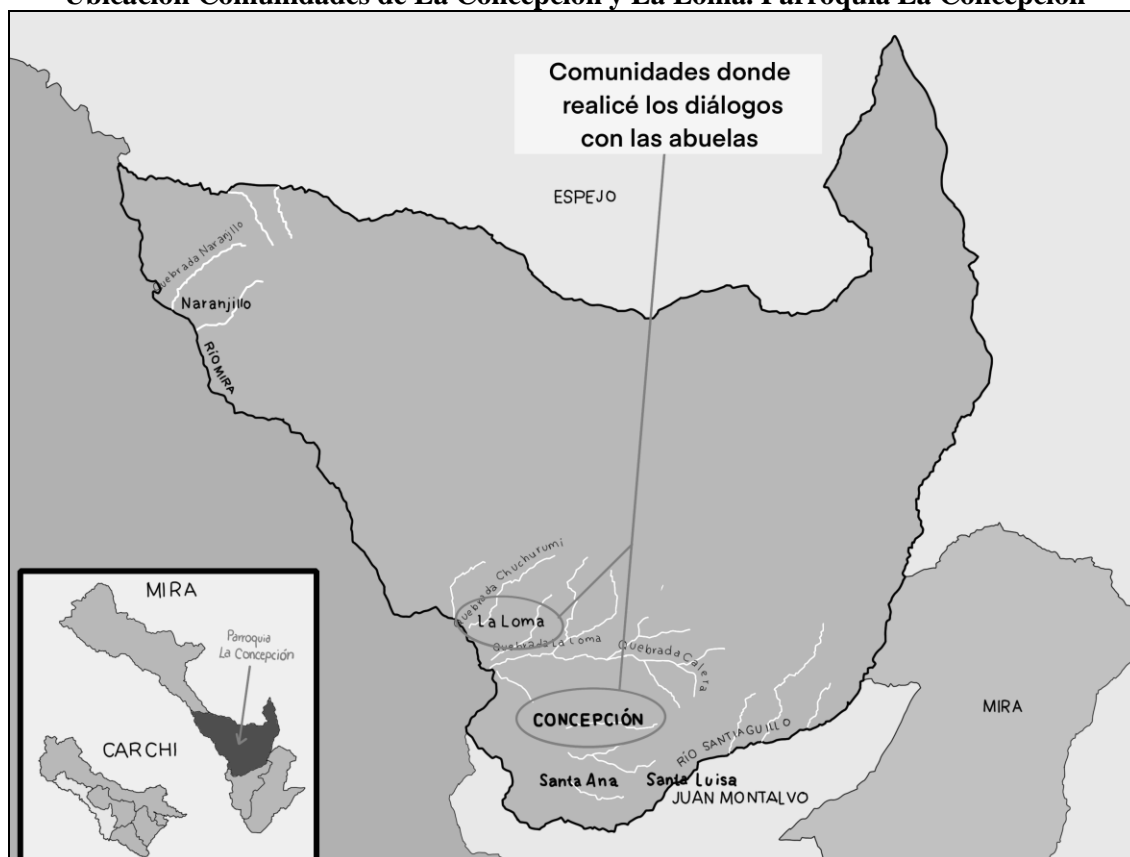 Ubicación Comunidades de La Concepción y La Loma. Parroquia La Concepción
Comunidades donde
realicé los diálogos
con las abuelas
ESPEJO
Quebrada Naranjillo
Naranjillo
RÍO MIRA
Quebrada Chuchurumi
La Loma
Quebrada La Loma
Quebrada Calera
CONCEPCIÓN
RÍO SANTIAGUILLO
Santa Ana
Santa Luisa
JUAN MONTALVO
MIRA
MIRA
Parroquia
La Concepción
CARCHI